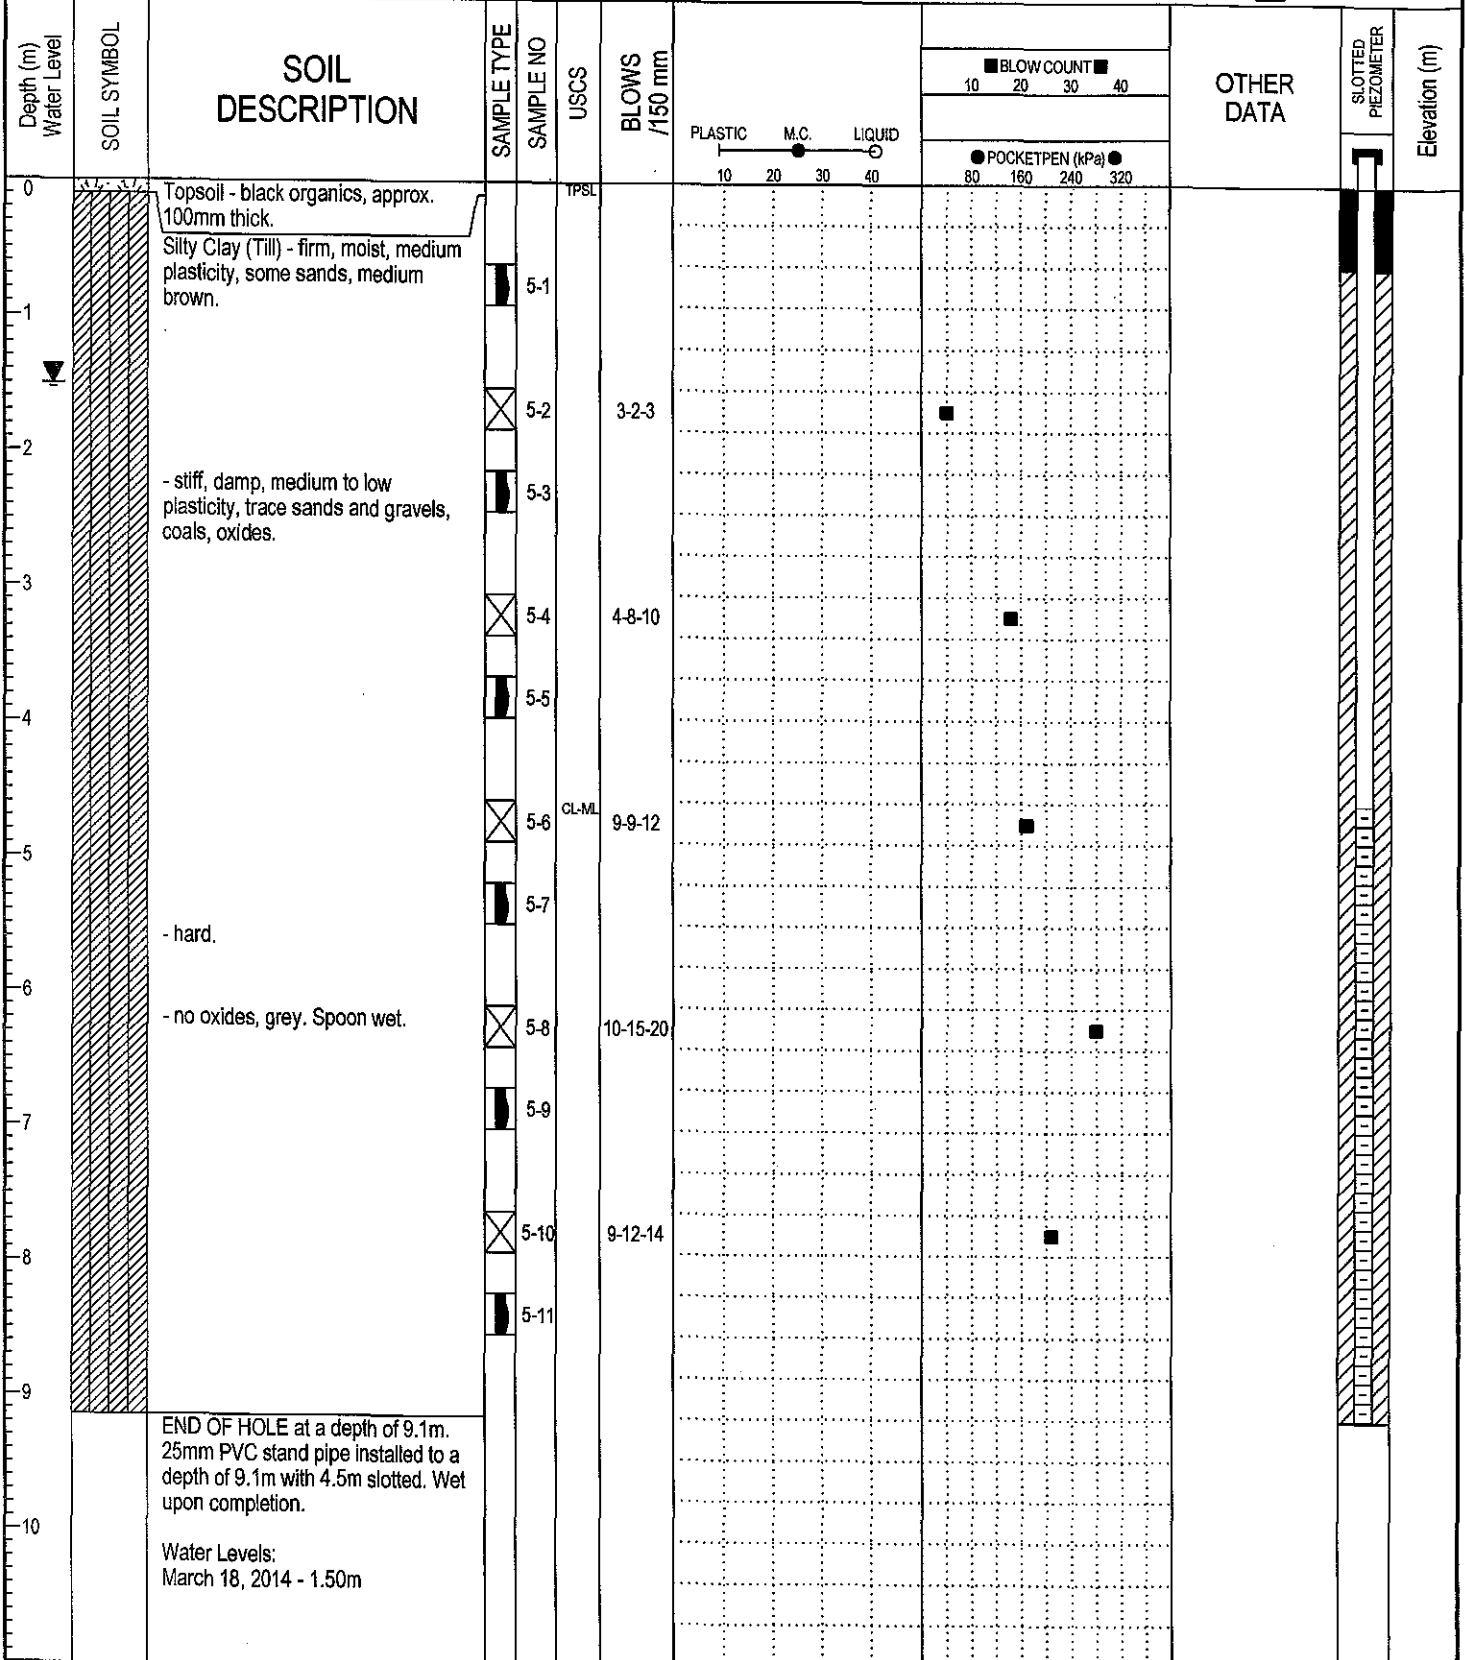 Depth (m)
Water Level
SOIL SYMBOL
SOIL
DESCRIPTION
SAMPLE TYPE
SAMPLE NO
USCS
BLOWS
/150 mm
PLASTIC M.C. LIQUID
10 20 30 40
■ BLOW COUNT ■
10 20 30 40
● POCKETPEN (kPa) ●
80 160 240 320
OTHER
DATA
SLOTTED
PIEZOMETER
Elevation (m)
0
Topsoil - black organics, approx.
100mm thick.
TPSL
Silty Clay (Till) - firm, moist, medium
plasticity, some sands, medium
brown.
5-1
1
5-2 3-2-3
2
- stiff, damp, medium to low
plasticity, trace sands and gravels,
coals, oxides.
5-3
3
5-4 4-8-10
5-5
4
5-6 CL-ML 9-9-12
5
5-7
- hard.
6
- no oxides, grey. Spoon wet.
5-8 10-15-20
5-9
7
5-10 9-12-14
8
5-11
9
END OF HOLE at a depth of 9.1m.
25mm PVC stand pipe installed to a
depth of 9.1m with 4.5m slotted. Wet
upon completion.
10
Water Levels:
March 18, 2014 - 1.50m